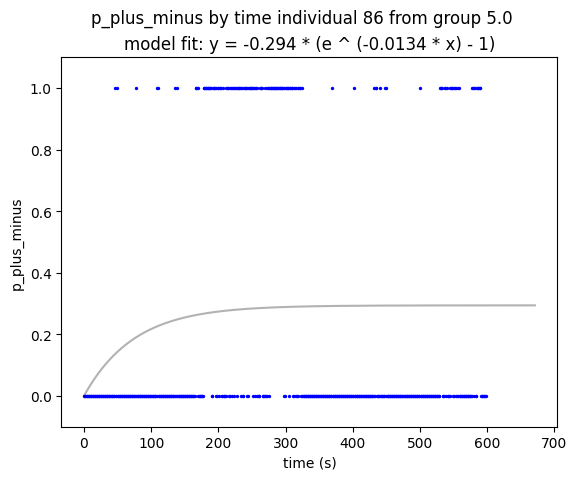 p_plus_minus by time individual 86 from group 5.0
model fit: y = -0.294 * (e ^ (-0.0134 * x) - 1)
1.0
0.8
0.6
0.4
0.2
0.0
p_plus_minus
0 100 200 300 400 500 600 700
time (s)